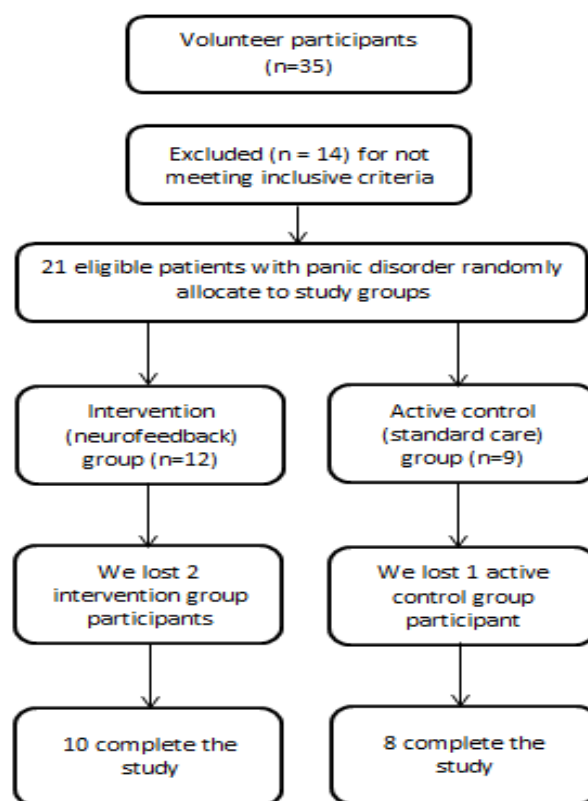 Volunteer participants
(n=35)
Excluded (n = 14) for not
meeting inclusive criteria
21 eligible patients with panic disorder randomly
allocate to study groups
Intervention
(neurofeedback)
group (n=12)
Active control
(standard care)
group (n=9)
We lost 2
intervention group
participants
We lost 1 active
control group
participant
10 complete the
study
8 complete the
study